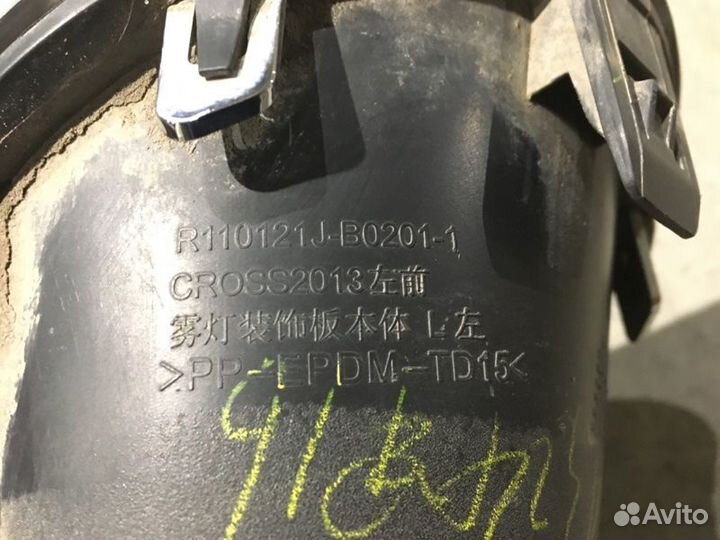 R110121J-B0201-1
CROSS2013左前
雾灯装饰板本体 L-左
>PP-EPDM-TD15<
Avito